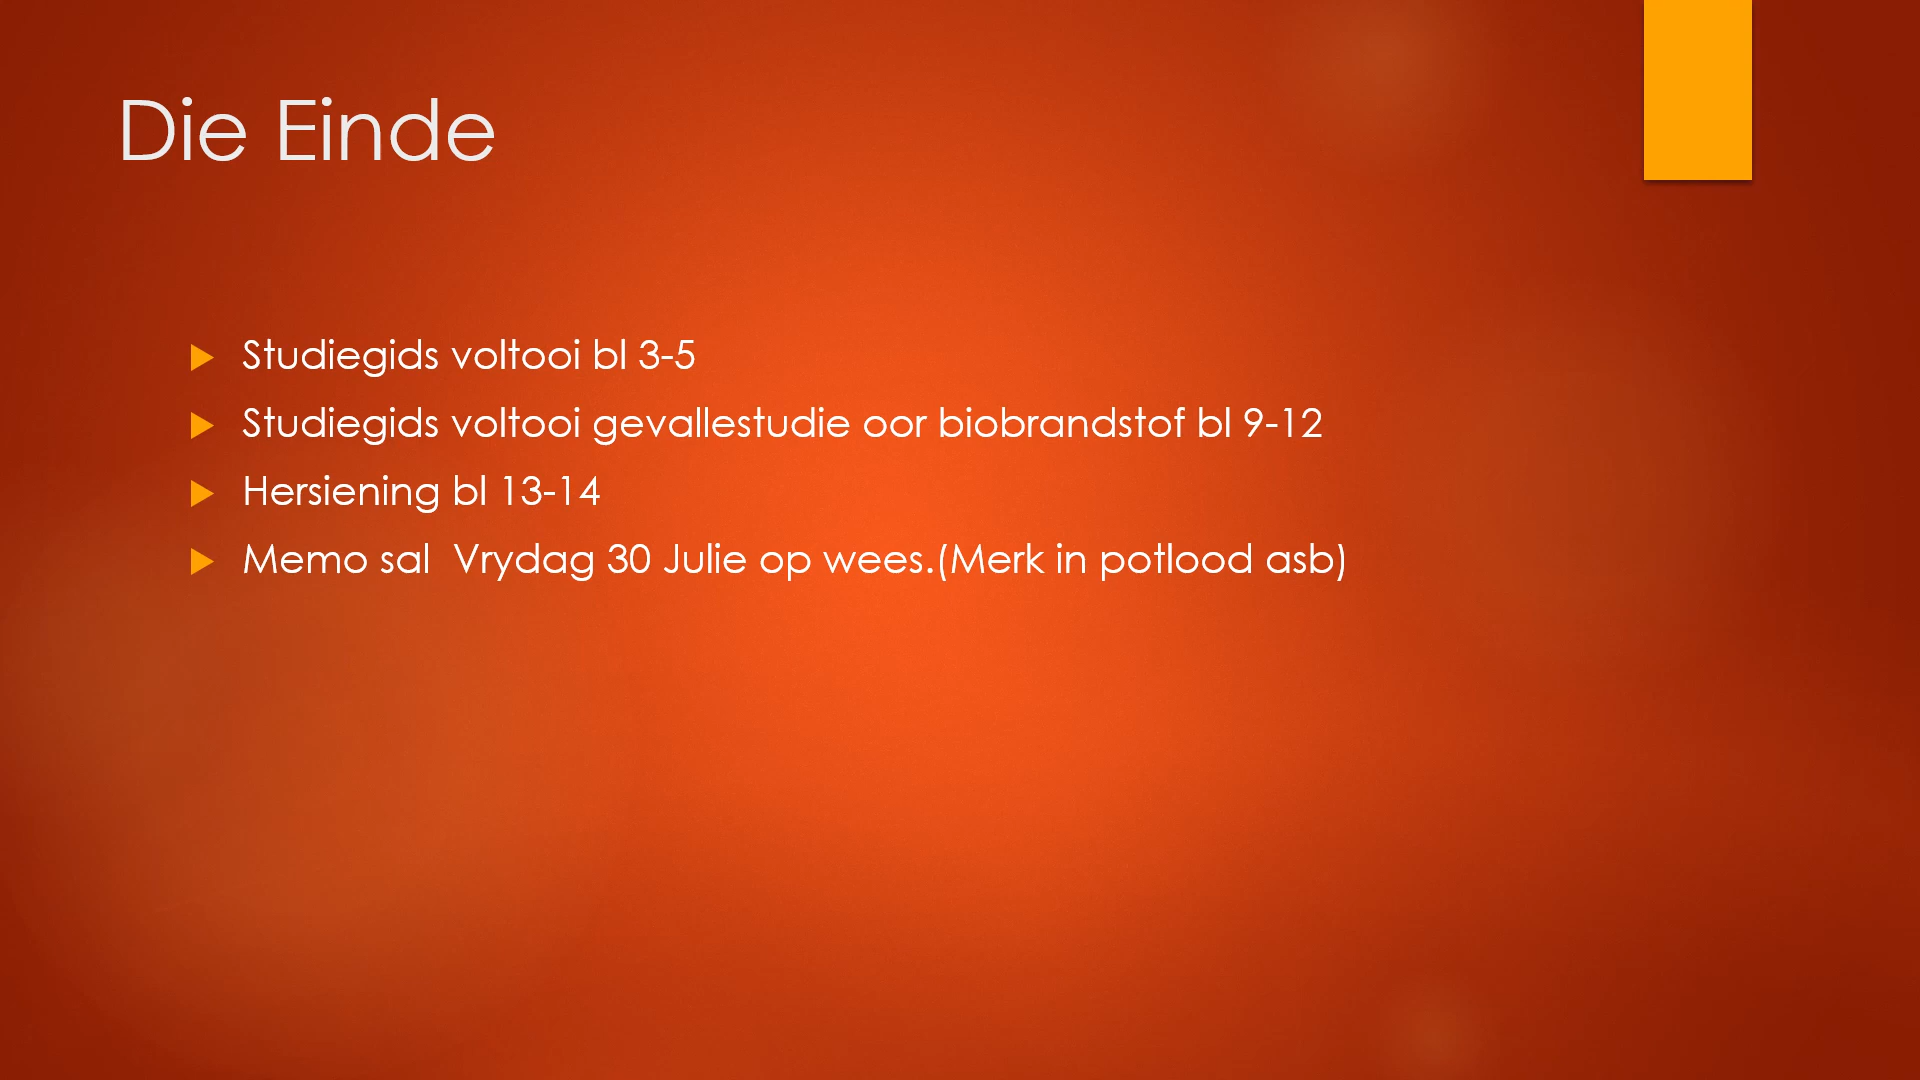 Die Einde
Studiegids voltooi bl 3-5
Studiegids voltooi gevallestudie oor biobrandstof bl 9-12
Hersiening bl 13-14
Memo sal  Vrydag 30 Julie op wees.(Merk in potlood asb)